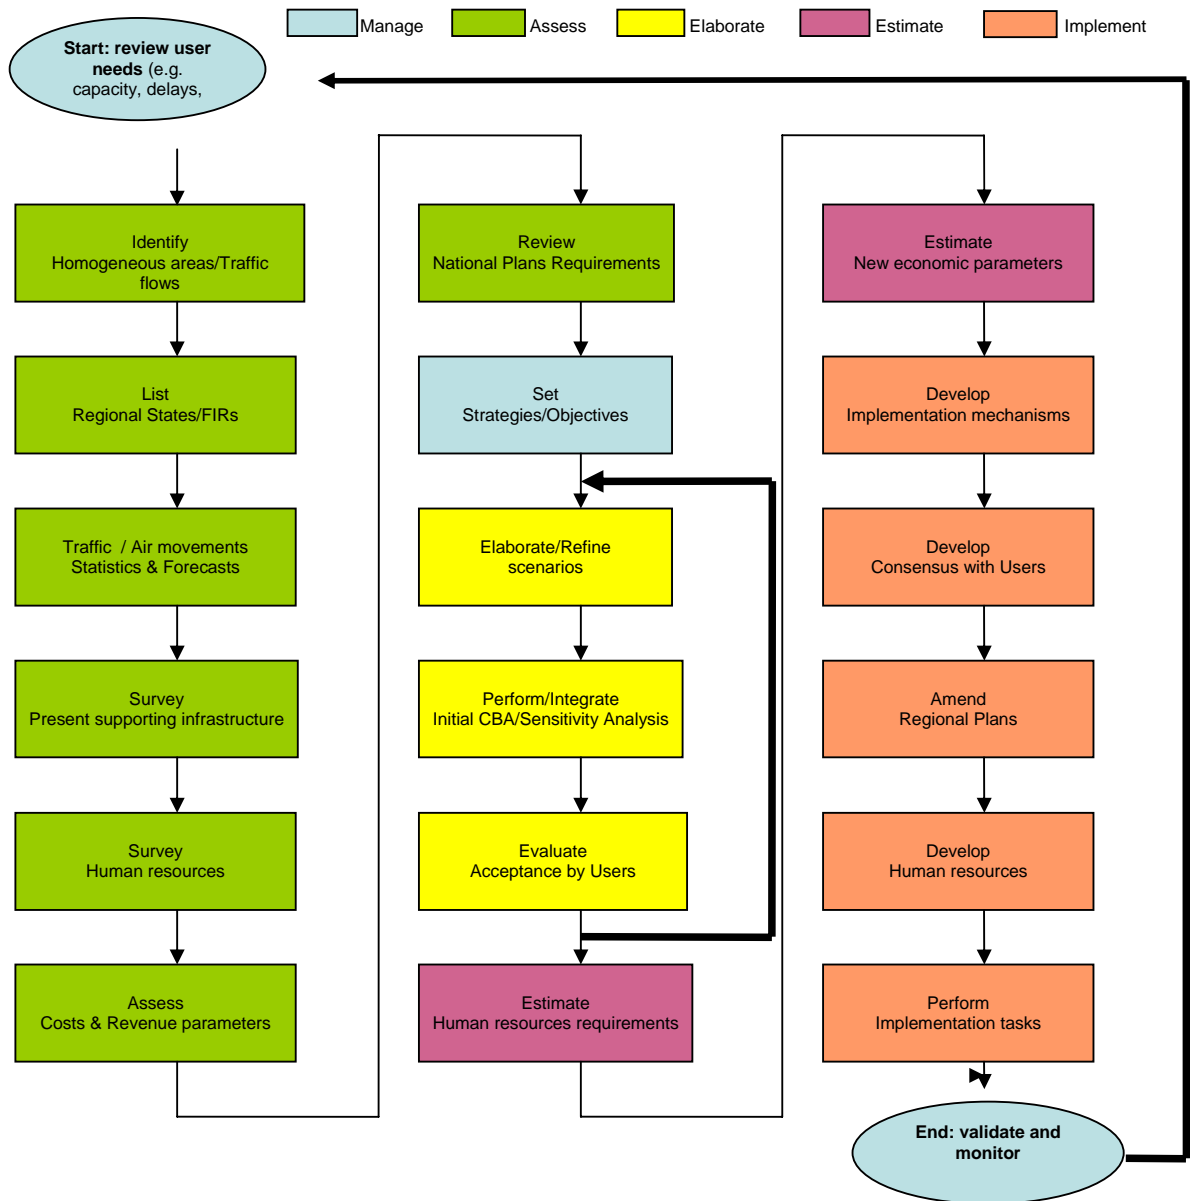 Manage
Assess
Elaborate
Estimate
Implement
Start: review user
needs (e.g.
capacity, delays,
Identify
Homogeneous areas/Traffic
flows
List
Regional States/FIRs
Traffic / Air movements
Statistics & Forecasts
Survey
Present supporting infrastructure
Survey
Human resources
Assess
Costs & Revenue parameters
Review
National Plans Requirements
Set
Strategies/Objectives
Elaborate/Refine
scenarios
Perform/Integrate
Initial CBA/Sensitivity Analysis
Evaluate
Acceptance by Users
Estimate
Human resources requirements
Estimate
New economic parameters
Develop
Implementation mechanisms
Develop
Consensus with Users
Amend
Regional Plans
Develop
Human resources
Perform
Implementation tasks
End: validate and
monitor